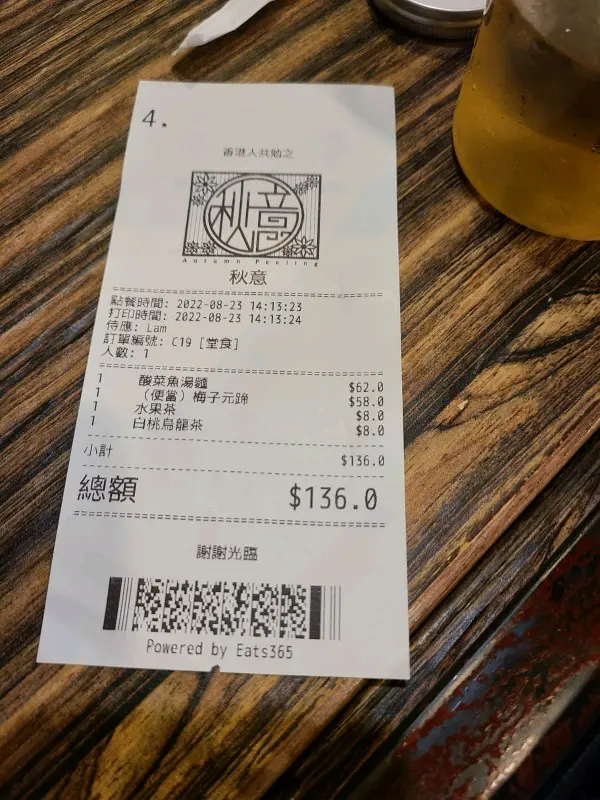 4.
香港人共勉之
秋意
Autumn Feeling
秋意
點餐時間: 2022-08-23 14:13:23
打印時間: 2022-08-23 14:13:24
侍應: Lam
訂單編號: C19 [堂食]
人數: 1
1 酸菜魚湯麵 $62.0
1 （便當）梅子元蹄 $58.0
1 水果茶 $8.0
1 白桃烏龍茶 $8.0
小計 $136.0
總額 $136.0
謝謝光臨
Powered by Eats365